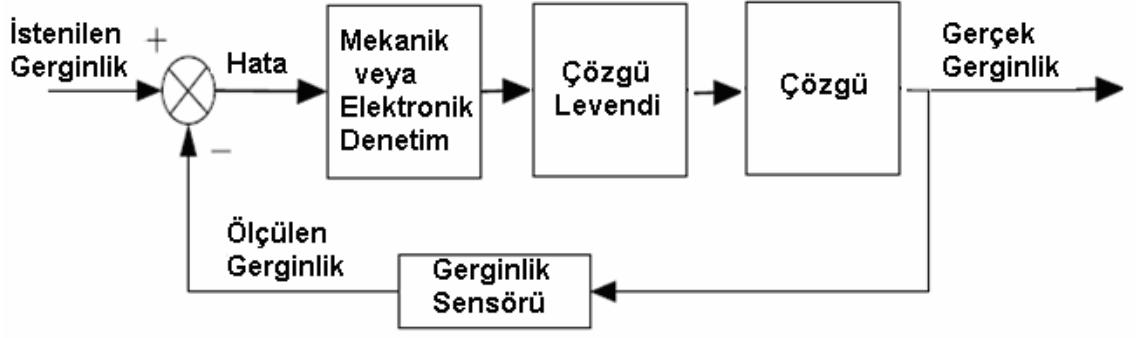 İstenilen
Gerginlik
+
Hata
Mekanik
veya
Elektronik
Denetim
Çözgü
Levendi
Çözgü
Gerçek
Gerginlik
−
Ölçülen
Gerginlik
Gerginlik
Sensörü